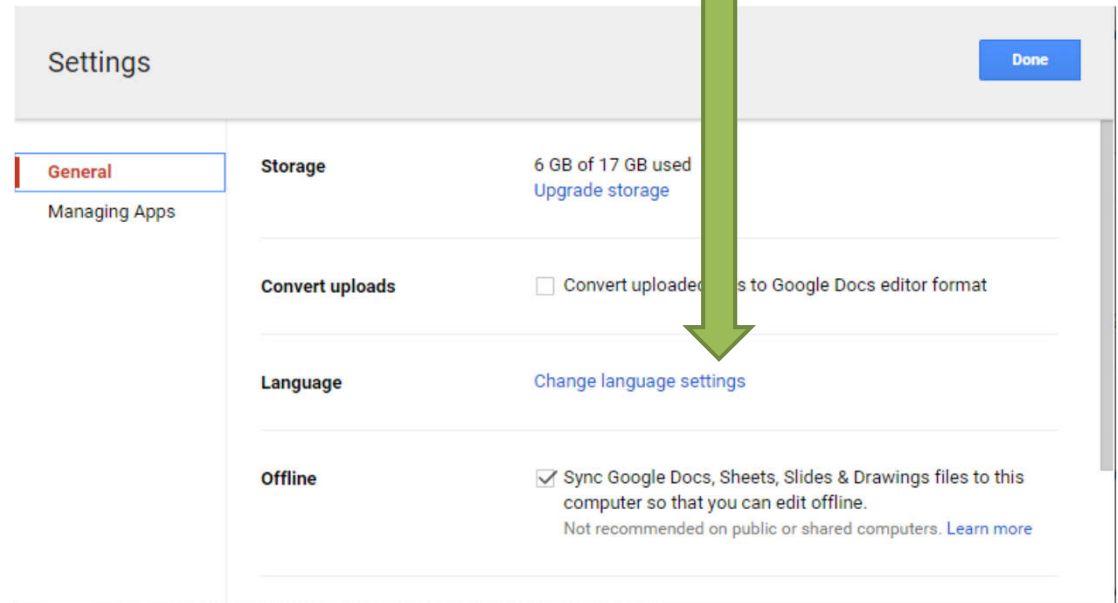 Settings
Done
General
Managing Apps
Storage
6 GB of 17 GB used
Upgrade storage
Convert uploads
Convert uploaded s to Google Docs editor format
Language
Change language settings
Offline
Sync Google Docs, Sheets, Slides & Drawings files to this
computer so that you can edit offline.
Not recommended on public or shared computers. Learn more